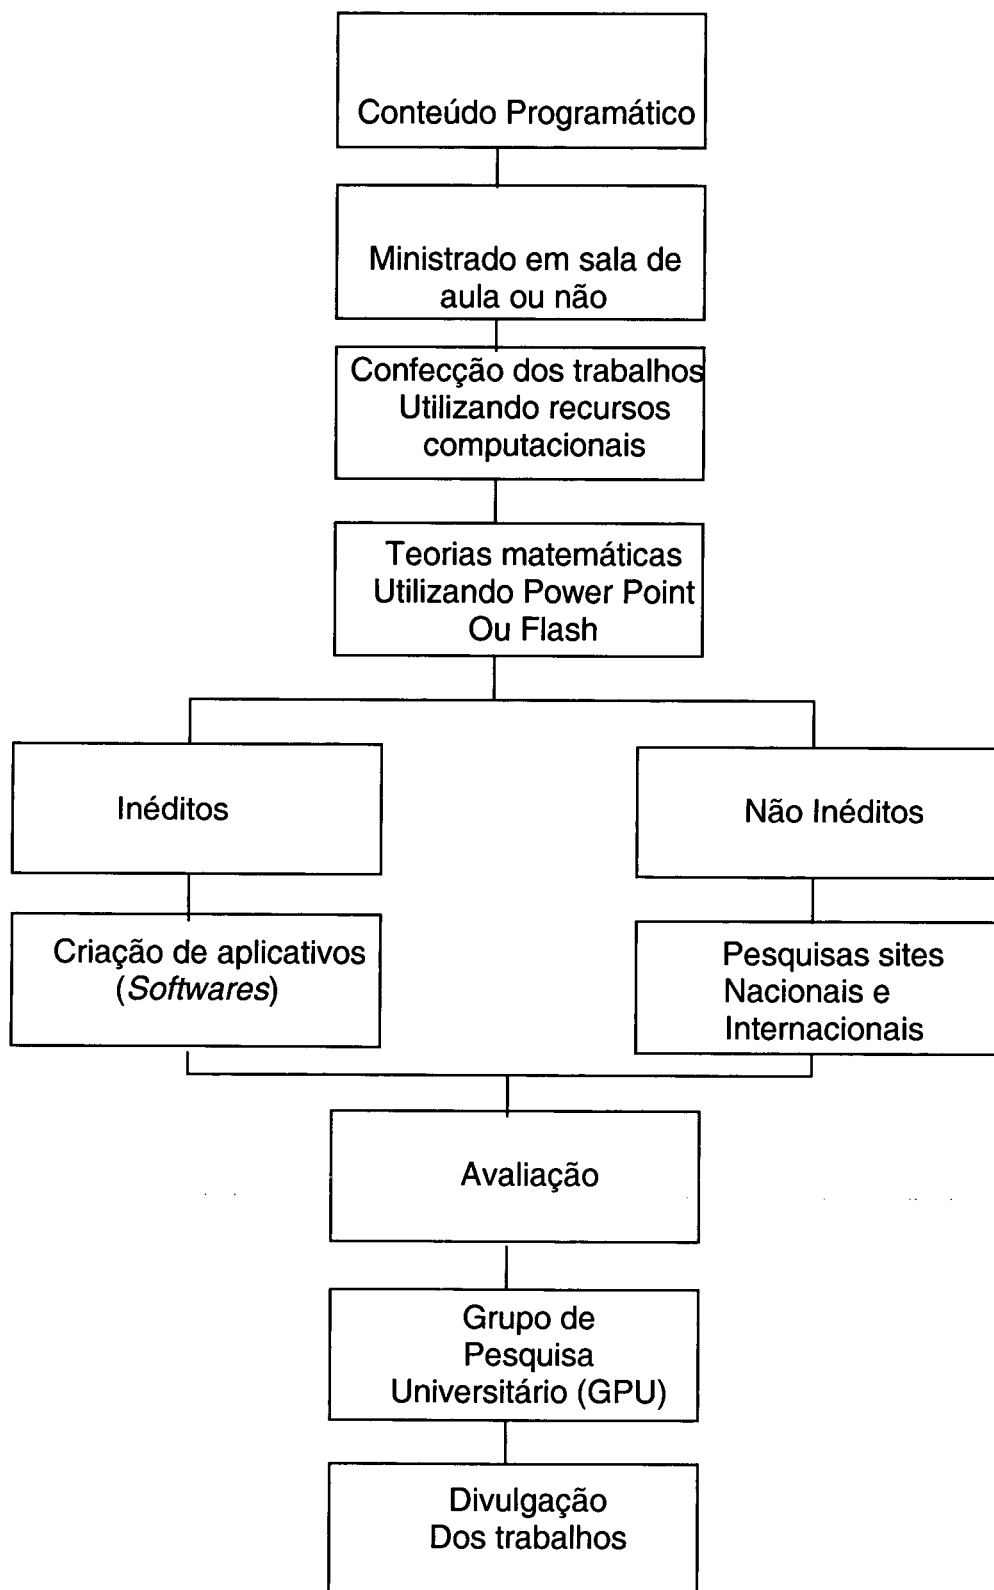 Conteúdo Programático
Ministrado em sala de
aula ou não
Confecção dos trabalhos
Utilizando recursos
computacionais
Teorias matemáticas
Utilizando Power Point
Ou Flash
Inéditos
Não Inéditos
Criação de aplicativos
(Softwares)
Pesquisas sites
Nacionais e
Internacionais
Avaliação
Grupo de
Pesquisa
Universitário (GPU)
Divulgação
Dos trabalhos